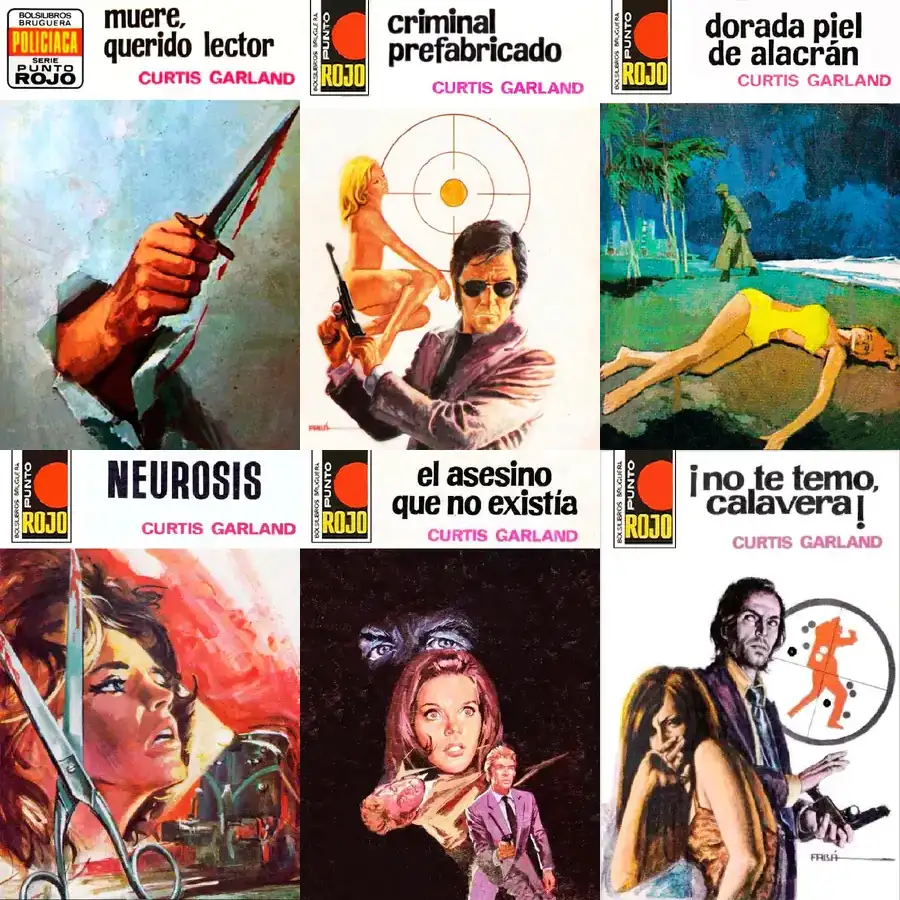 BOLSILIBROS
BRUGUERA
POLICIACA
SERIE
PUNTO
ROJO
muere,
querido lector
CURTIS GARLAND
BOLSILIBROS BRUGUERA
PUNTO
ROJO
criminal
prefabricado
CURTIS GARLAND
FABÁ
BOLSILIBROS BRUGUERA
PUNTO
ROJO
dorada piel
de alacrán
CURTIS GARLAND
BOLSILIBROS BRUGUERA
PUNTO
ROJO
NEUROSIS
CURTIS GARLAND
BOLSILIBROS BRUGUERA
PUNTO
ROJO
el asesino
que no existía
CURTIS GARLAND
BOLSILIBROS BRUGUERA
PUNTO
ROJO
¡no te temo,
calavera!
CURTIS GARLAND
FABÁ